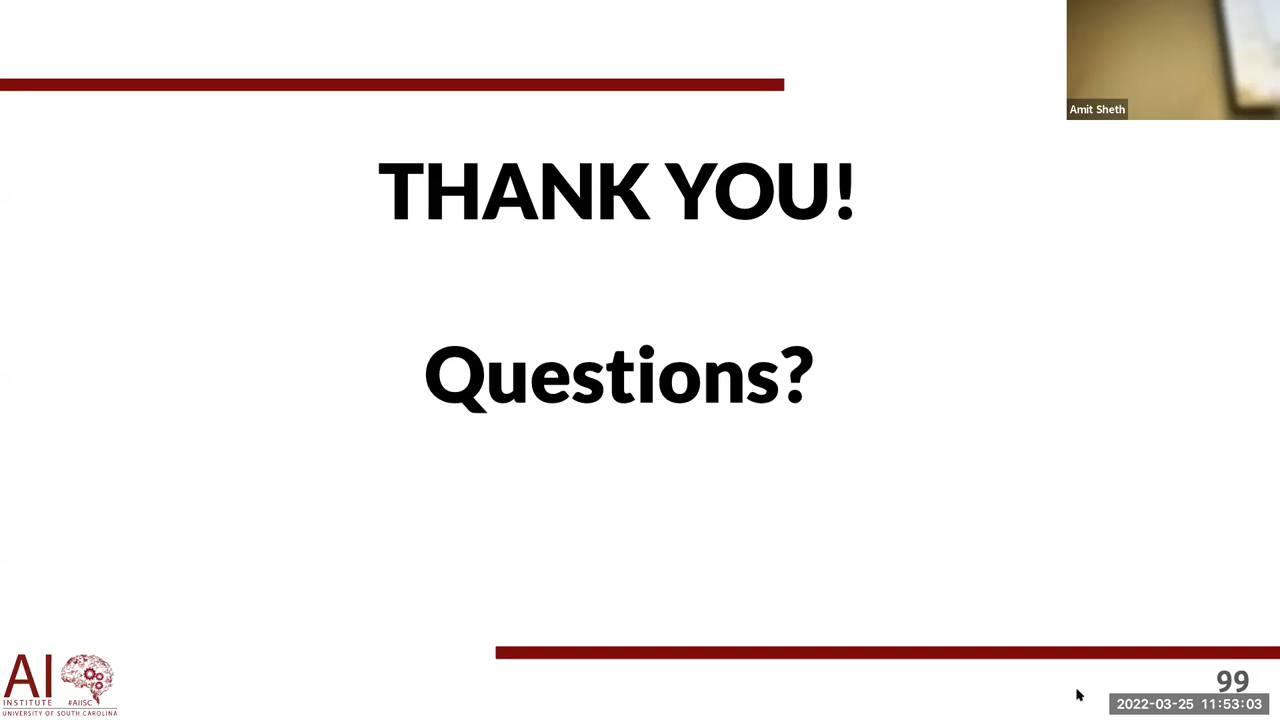 Amit Sheth
THANK YOU!
Questions?
AI
INSTITUTE #AIISC
UNIVERSITY OF SOUTH CAROLINA
99
2022-03-25 11:53:03